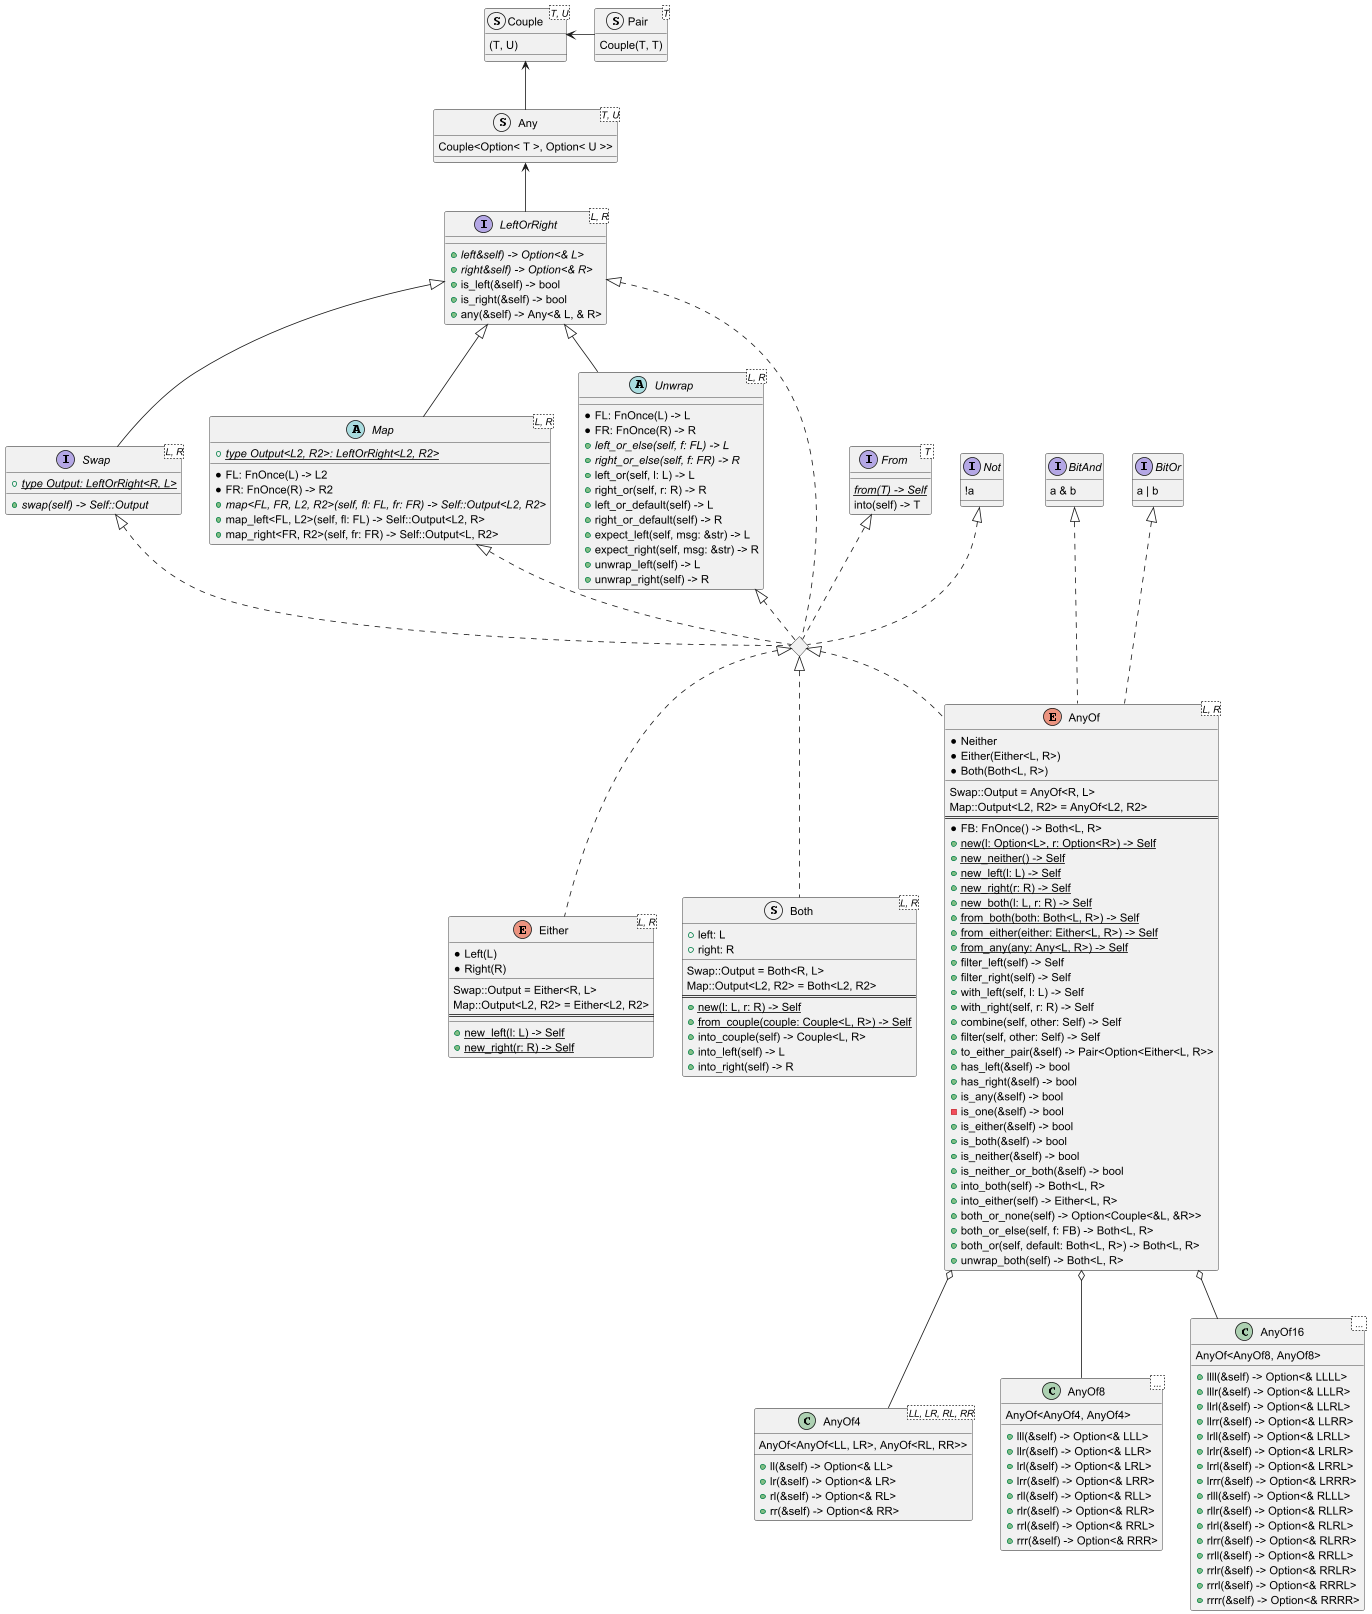 S Couple T, U
(T, U)
S Pair T
Couple(T, T)
S Any T, U
Couple<Option< T >, Option< U >>
I LeftOrRight L, R
left&self) -> Option<& L>
right&self) -> Option<& R>
is_left(&self) -> bool
is_right(&self) -> bool
any(&self) -> Any<& L, & R>
I Swap L, R
type Output: LeftOrRight<R, L>
swap(self) -> Self::Output
A Map L, R
type Output<L2, R2>: LeftOrRight<L2, R2>
FL: FnOnce(L) -> L2
FR: FnOnce(R) -> R2
map<FL, FR, L2, R2>(self, fl: FL, fr: FR) -> Self::Output<L2, R2>
map_left<FL, L2>(self, fl: FL) -> Self::Output<L2, R>
map_right<FR, R2>(self, fr: FR) -> Self::Output<L, R2>
A Unwrap L, R
FL: FnOnce(L) -> L
FR: FnOnce(R) -> R
left_or_else(self, f: FL) -> L
right_or_else(self, f: FR) -> R
left_or(self, l: L) -> L
right_or(self, r: R) -> R
left_or_default(self) -> L
right_or_default(self) -> R
expect_left(self, msg: &str) -> L
expect_right(self, msg: &str) -> R
unwrap_left(self) -> L
unwrap_right(self) -> R
I From T
from(T) -> Self
into(self) -> T
I Not
!a
I BitAnd
a & b
I BitOr
a | b
E Either L, R
Left(L)
Right(R)
Swap::Output = Either<R, L>
Map::Output<L2, R2> = Either<L2, R2>
new_left(l: L) -> Self
new_right(r: R) -> Self
S Both L, R
left: L
right: R
Swap::Output = Both<R, L>
Map::Output<L2, R2> = Both<L2, R2>
new(l: L, r: R) -> Self
from_couple(couple: Couple<L, R>) -> Self
into_couple(self) -> Couple<L, R>
into_left(self) -> L
into_right(self) -> R
E AnyOf L, R
Neither
Either(Either<L, R>)
Both(Both<L, R>)
Swap::Output = AnyOf<R, L>
Map::Output<L2, R2> = AnyOf<L2, R2>
FB: FnOnce() -> Both<L, R>
new(l: Option<L>, r: Option<R>) -> Self
new_neither() -> Self
new_left(l: L) -> Self
new_right(r: R) -> Self
new_both(l: L, r: R) -> Self
from_both(both: Both<L, R>) -> Self
from_either(either: Either<L, R>) -> Self
from_any(any: Any<L, R>) -> Self
filter_left(self) -> Self
filter_right(self) -> Self
with_left(self, l: L) -> Self
with_right(self, r: R) -> Self
combine(self, other: Self) -> Self
filter(self, other: Self) -> Self
to_either_pair(&self) -> Pair<Option<Either<L, R>>
has_left(&self) -> bool
has_right(&self) -> bool
is_any(&self) -> bool
is_one(&self) -> bool
is_either(&self) -> bool
is_both(&self) -> bool
is_neither(&self) -> bool
is_neither_or_both(&self) -> bool
into_both(self) -> Both<L, R>
into_either(self) -> Either<L, R>
both_or_none(self) -> Option<Couple<&L, &R>>
both_or_else(self, f: FB) -> Both<L, R>
both_or(self, default: Both<L, R>) -> Both<L, R>
unwrap_both(self) -> Both<L, R>
C AnyOf4 LL, LR, RL, RR
AnyOf<AnyOf<LL, LR>, AnyOf<RL, RR>>
ll(&self) -> Option<& LL>
lr(&self) -> Option<& LR>
rl(&self) -> Option<& RL>
rr(&self) -> Option<& RR>
C AnyOf8 ...
AnyOf<AnyOf4, AnyOf4>
lll(&self) -> Option<& LLL>
llr(&self) -> Option<& LLR>
lrl(&self) -> Option<& LRL>
lrr(&self) -> Option<& LRR>
rll(&self) -> Option<& RLL>
rlr(&self) -> Option<& RLR>
rrl(&self) -> Option<& RRL>
rrr(&self) -> Option<& RRR>
C AnyOf16 ...
AnyOf<AnyOf8, AnyOf8>
llll(&self) -> Option<& LLLL>
lllr(&self) -> Option<& LLLR>
llrl(&self) -> Option<& LLRL>
llrr(&self) -> Option<& LLRR>
lrll(&self) -> Option<& LRLL>
lrlr(&self) -> Option<& LRLR>
lrrl(&self) -> Option<& LRRL>
lrrr(&self) -> Option<& LRRR>
rlll(&self) -> Option<& RLLL>
rllr(&self) -> Option<& RLLR>
rlrl(&self) -> Option<& RLRL>
rlrr(&self) -> Option<& RLRR>
rrll(&self) -> Option<& RRLL>
rrlr(&self) -> Option<& RRLR>
rrrl(&self) -> Option<& RRRL>
rrrr(&self) -> Option<& RRRR>